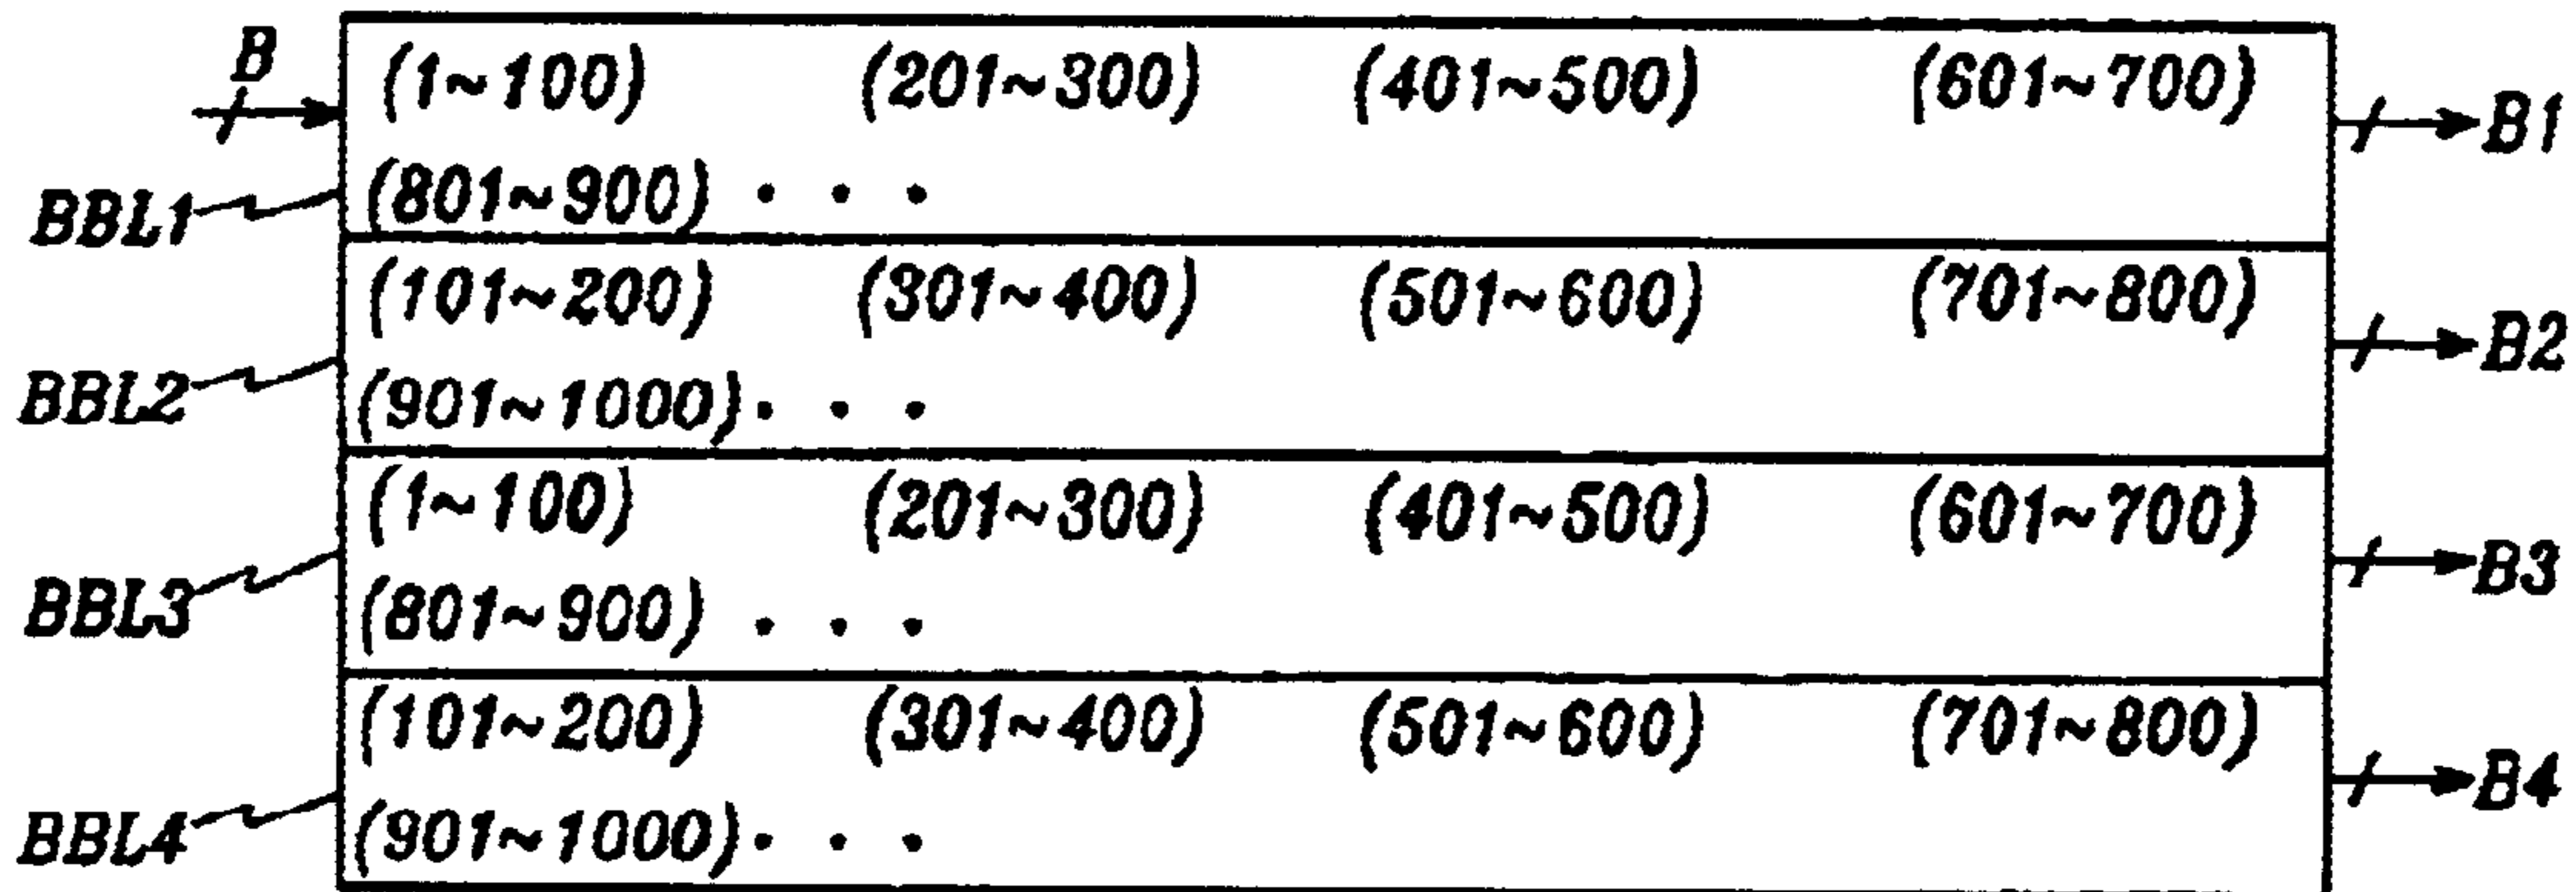 B
(1~100) (201~300) (401~500) (601~700)
B1
(801~900) . . .
BBL1
(101~200) (301~400) (501~600) (701~800)
B2
BBL2
(901~1000) . . .
(1~100) (201~300) (401~500) (601~700)
B3
BBL3
(801~900) . . .
(101~200) (301~400) (501~600) (701~800)
B4
BBL4
(901~1000) . . .